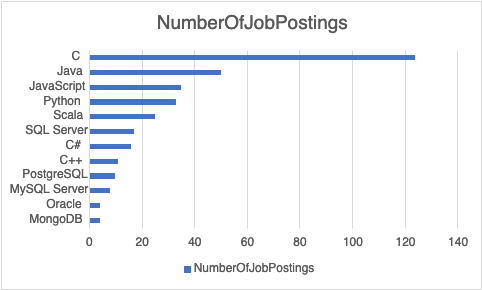 NumberOfJobPostings
C
Java
JavaScript
Python
Scala
SQL Server
C#
C++
PostgreSQL
MySQL Server
Oracle
MongoDB
0 20 40 60 80 100 120 140
NumberOfJobPostings